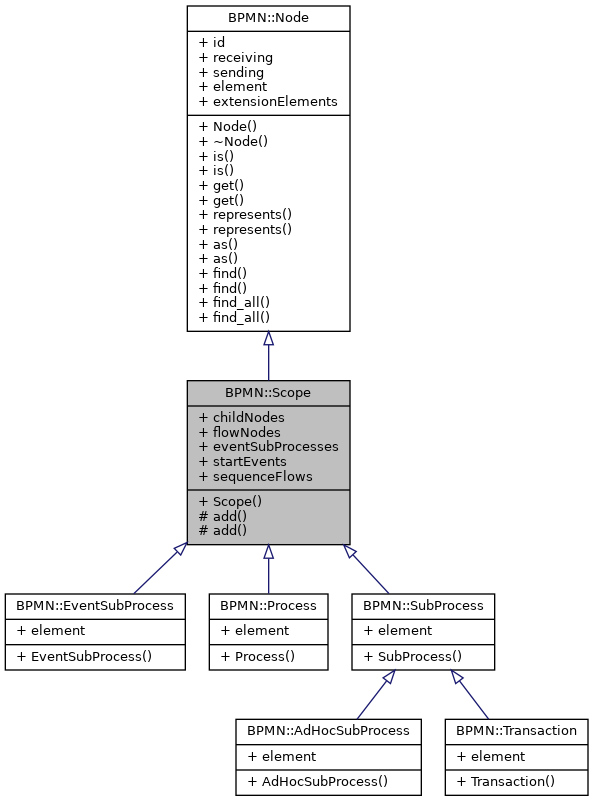 BPMN::Node
+ id
+ receiving
+ sending
+ element
+ extensionElements
+ Node()
+ ~Node()
+ is()
+ is()
+ get()
+ get()
+ represents()
+ represents()
+ as()
+ as()
+ find()
+ find()
+ find_all()
+ find_all()
BPMN::Scope
+ childNodes
+ flowNodes
+ eventSubProcesses
+ startEvents
+ sequenceFlows
+ Scope()
# add()
# add()
BPMN::EventSubProcess
+ element
+ EventSubProcess()
BPMN::Process
+ element
+ Process()
BPMN::SubProcess
+ element
+ SubProcess()
BPMN::AdHocSubProcess
+ element
+ AdHocSubProcess()
BPMN::Transaction
+ element
+ Transaction()